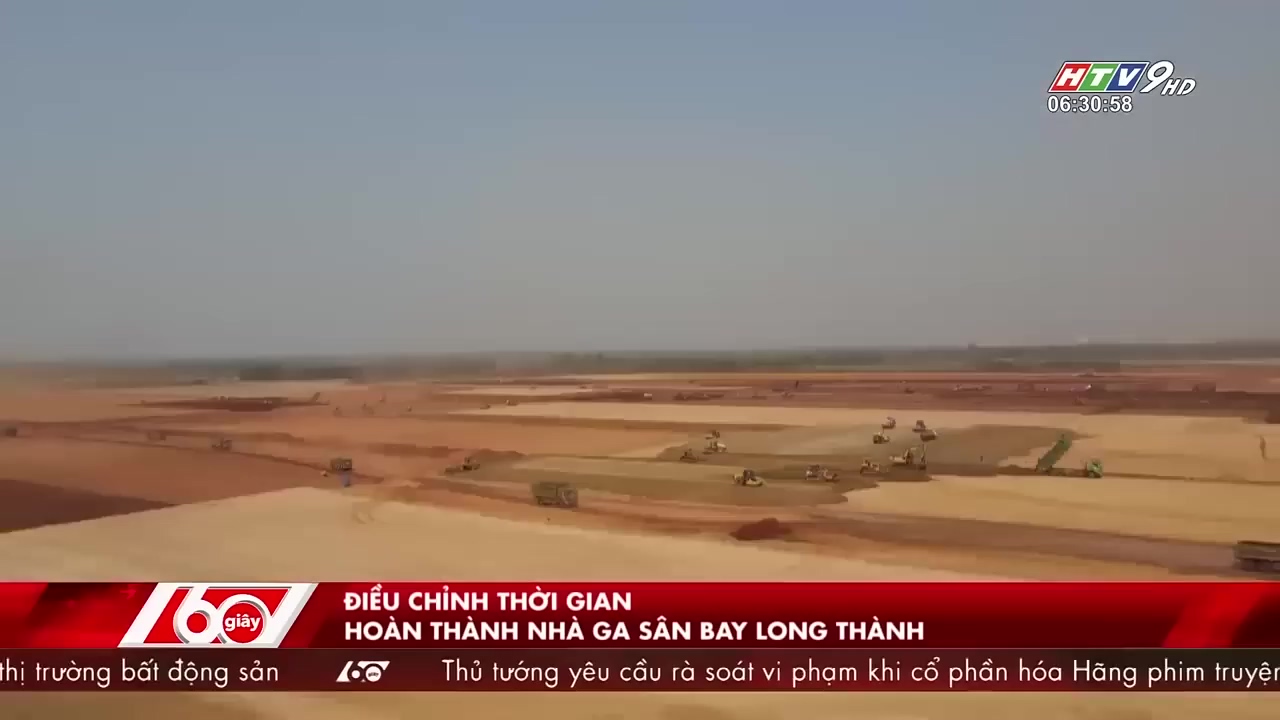 HTV9HD
06:30:58
60 giây
ĐIỀU CHỈNH THỜI GIAN
HOÀN THÀNH NHÀ GA SÂN BAY LONG THÀNH
thị trường bất động sản 60 giây Thủ tướng yêu cầu rà soát vi phạm khi cổ phần hóa Hãng phim truyện